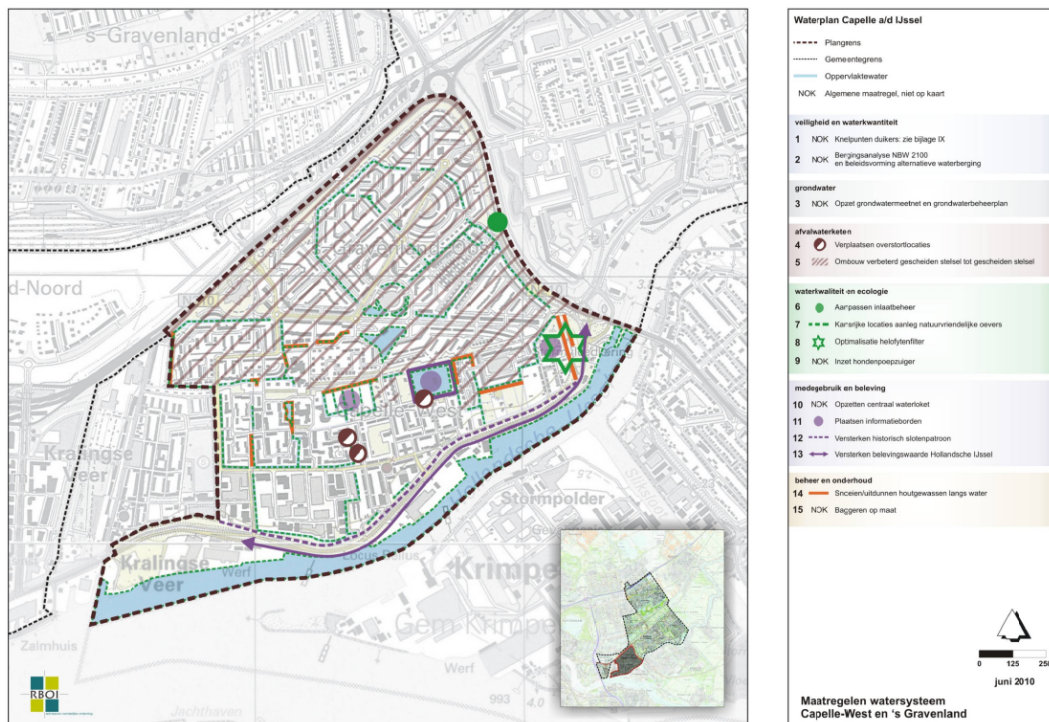 s-Gravenland
s-Gravenland
d-Noord
Capelle-West
Kralingse
veer
Stormpolder
Kralingse
Veer
Werf
Krimpe
Gem Krimpe
Zalmhuis
Werf
993
Jachthaven
RBOI
Waterplan Capelle a/d IJssel
Plangrens
Gemeentegrens
Oppervlaktewater
NOK Algemene maatregel, niet op kaart
veiligheid en waterkwantiteit
1 NOK Knelpunten duikers: zie bijlage IX
2 NOK Bergingsanalyse NBW 2100
en beleidsvorming alternatieve waterberging
grondwater
3 NOK Opzet grondwatermeetnet en grondwaterbeheerplan
afvalwaterketen
4 Verplaatsen overstortlocaties
5 Ombouw verbeterd gescheiden stelsel tot gescheiden stelsel
waterkwaliteit en ecologie
6 Aanpassen inlaatbeheer
7 Kansrijke locaties aanleg natuurvriendelijke oevers
8 Optimalisatie helofytenfilter
9 NOK Inzet hondenpoepzuiger
medegebruik en beleving
10 NOK Opzetten centraal waterloket
11 Plaatsen informatieborden
12 Versterken historisch slotenpatroon
13 Versterken belevingswaarde Hollandsche IJssel
beheer en onderhoud
14 Snoeien/uitdunnen houtgewassen langs water
15 NOK Baggeren op maat
0 125 250
juni 2010
Maatregelen watersysteem
Capelle-West en 's Gravenland